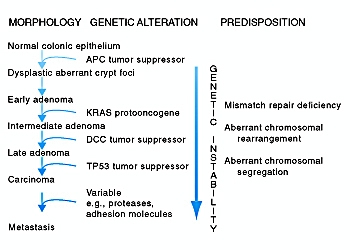 MORPHOLOGY GENETIC ALTERATION PREDISPOSITION
Normal colonic epithelium
APC tumor suppressor
Dysplastic aberrant crypt foci
Early adenoma
KRAS protooncogene
Intermediate adenoma
DCC tumor suppressor
Late adenoma
TP53 tumor suppressor
Carcinoma
Variable
e.g., proteases,
adhesion molecules
Metastasis
GENETIC INSTABILITY
Mismatch repair deficiency
Aberrant chromosomal
rearrangement
Aberrant chromosomal
segregation